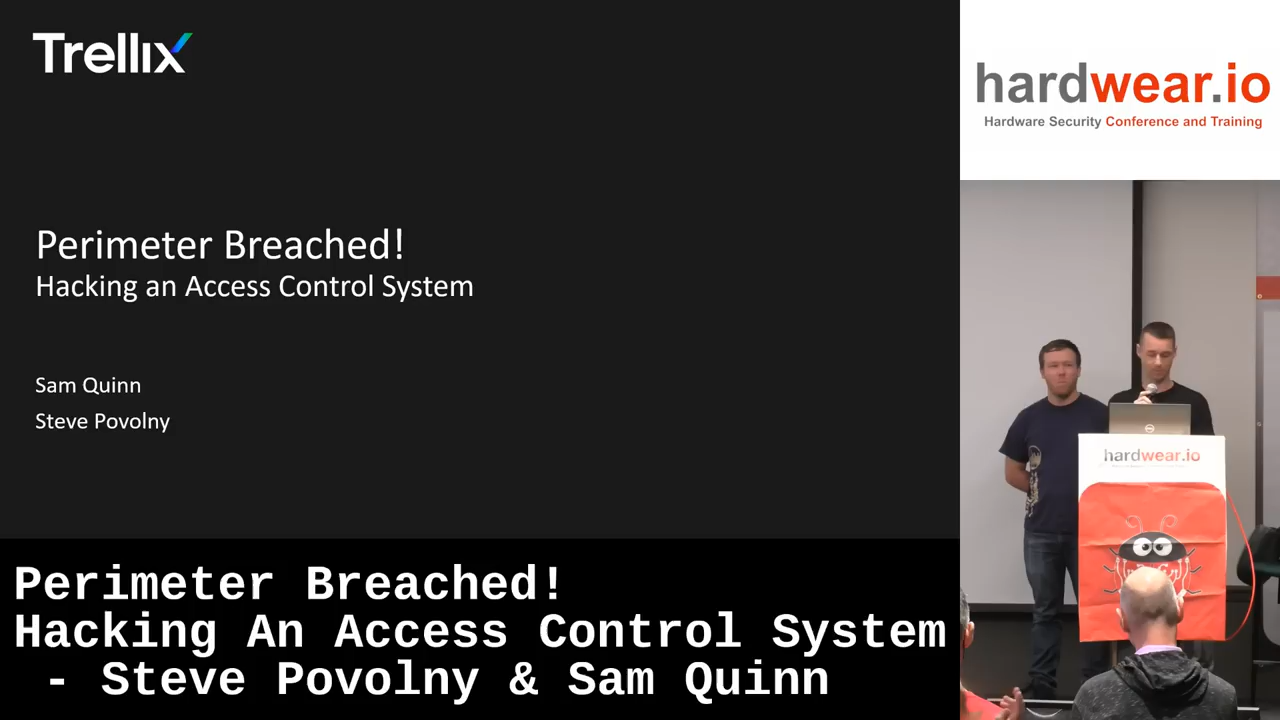 Trellix
Perimeter Breached!
Hacking an Access Control System
Sam Quinn
Steve Povolny
Perimeter Breached!
Hacking An Access Control System
- Steve Povolny & Sam Quinn
hardwear.io
Hardware Security Conference and Training
hardwear.io